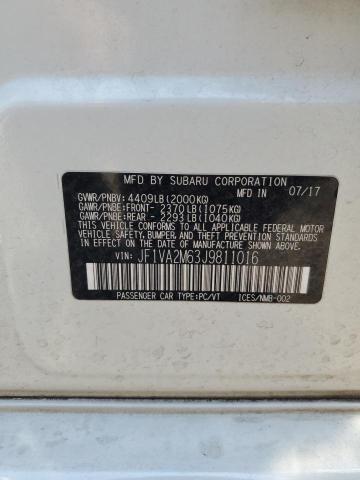 MFD BY SUBARU CORPORATION
MFD IN 07/17
GVWR/PNBV: 4409LB(2000KG)
GAWR/PNBE:FRONT- 2370LB(1075KG)
GAWR/PNBE:REAR - 2293LB(1040KG)
THIS VEHICLE CONFORMS TO ALL APPLICABLE FEDERAL MOTOR
VEHICLE SAFETY, BUMPER, AND THEFT PREVENTION STANDARDS
IN EFFECT ON THE DATE OF MANUFACTURE SHOWN ABOVE.
VIN: JF1VA2M63J9811016
PASSENGER CAR TYPE:PC/VT ICES/NMB-002